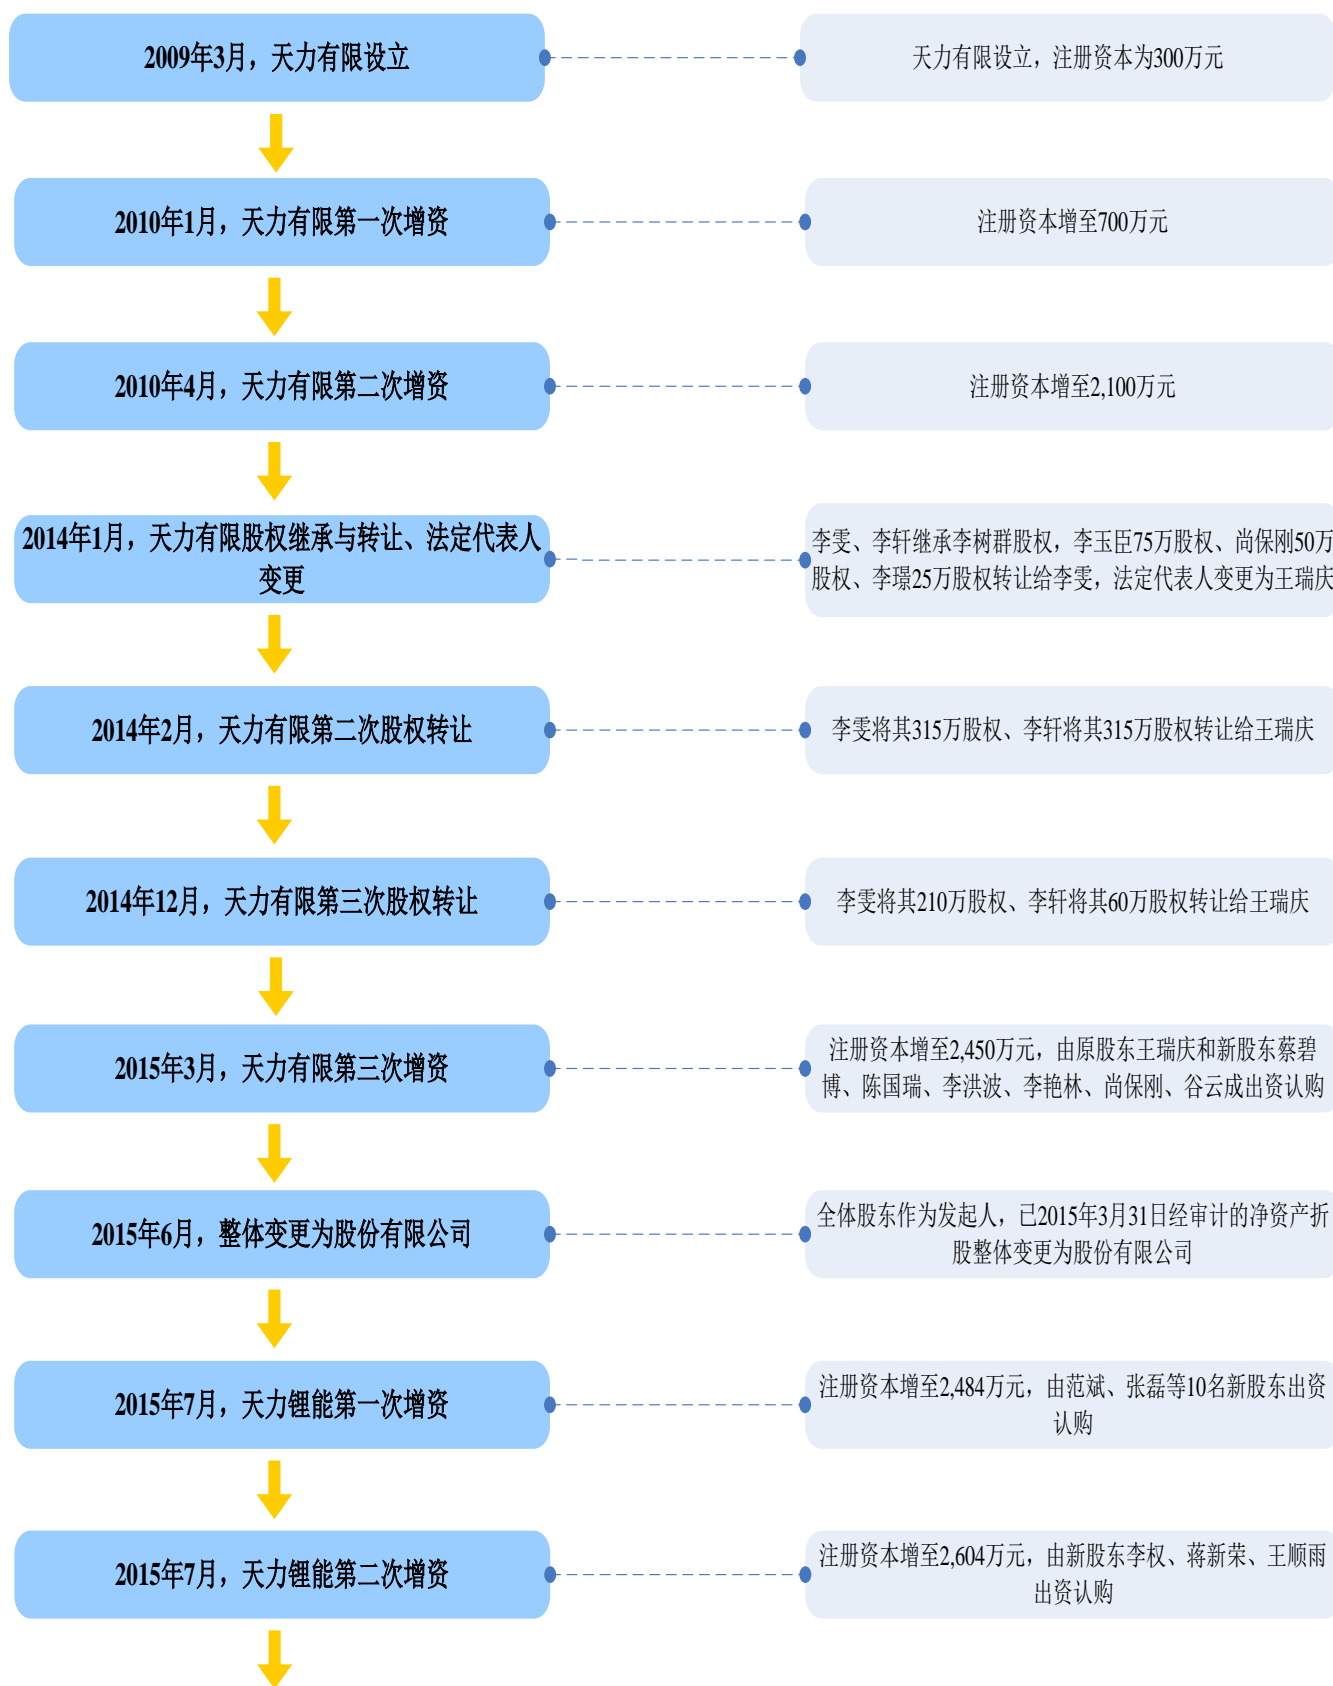 2009年3月，天力有限设立
天力有限设立，注册资本为300万元
2010年1月，天力有限第一次增资
注册资本增至700万元
2010年4月，天力有限第二次增资
注册资本增至2,100万元
2014年1月，天力有限股权继承与转让、法定代表人
变更
李雯、李轩继承李树群股权，李玉臣75万股权、尚保刚50万
股权、李璟25万股权转让给李雯，法定代表人变更为王瑞庆
2014年2月，天力有限第二次股权转让
李雯将其315万股权、李轩将其315万股权转让给王瑞庆
2014年12月，天力有限第三次股权转让
李雯将其210万股权、李轩将其60万股权转让给王瑞庆
2015年3月，天力有限第三次增资
注册资本增至2,450万元，由原股东王瑞庆和新股东蔡碧
博、陈国瑞、李洪波、李艳林、尚保刚、谷云成出资认购
2015年6月，整体变更为股份有限公司
全体股东作为发起人，已2015年3月31日经审计的净资产折
股整体变更为股份有限公司
2015年7月，天力锂能第一次增资
注册资本增至2,484万元，由范斌、张磊等10名新股东出资
认购
2015年7月，天力锂能第二次增资
注册资本增至2,604万元，由新股东李权、蒋新荣、王顺雨
出资认购